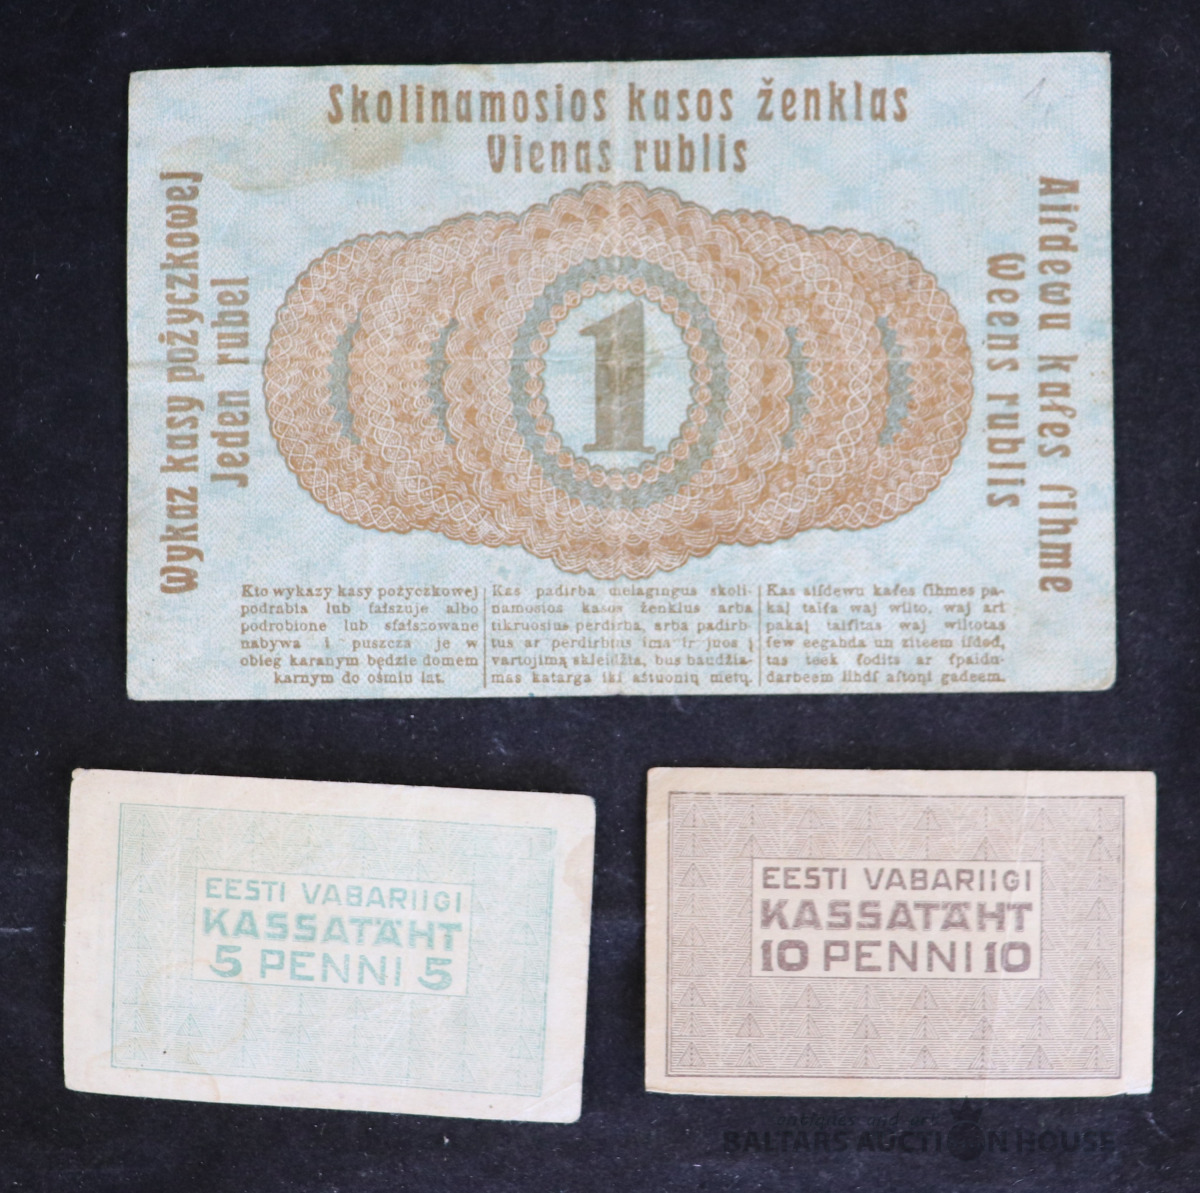 Skolinamosios kasos ženklas
Vienas rublis
Wykaz kasy pożyczkowej
Jeden rubel
Aifdewu kafes fihme
Weens rublis
1
Kto wykazy kasy pożyczkowej
podrabia lub fałszuje albo
podrobione lub sfałszowane
nabywa i puszcza je w
obieg karanym będzie domem
karnym do ośmiu lat.
Kas padirba melagingus skoli-
namosios kasos ženklus arba
tikruosius perdirba, arba padirb-
tus ar perdirbtus ima ir juos į
vartojimą skleidžia, bus baudžia-
mas katarga iki aštuonių metų.
Kas aifdewu kafes fihmes pa-
kaļ taifa waj wilto, waj arī
pakaļ taifitas waj wiltotas
few eegahda un ziteem ifdod,
tas teek fodits ar fpaidu-
darbeem lihdf aftoņi gadeem.
EESTI VABARIIGI
KASSATÄHT
5 PENNI 5
EESTI VABARIIGI
KASSATÄHT
10 PENNI 10
BALTARS AUCTION HOUSE